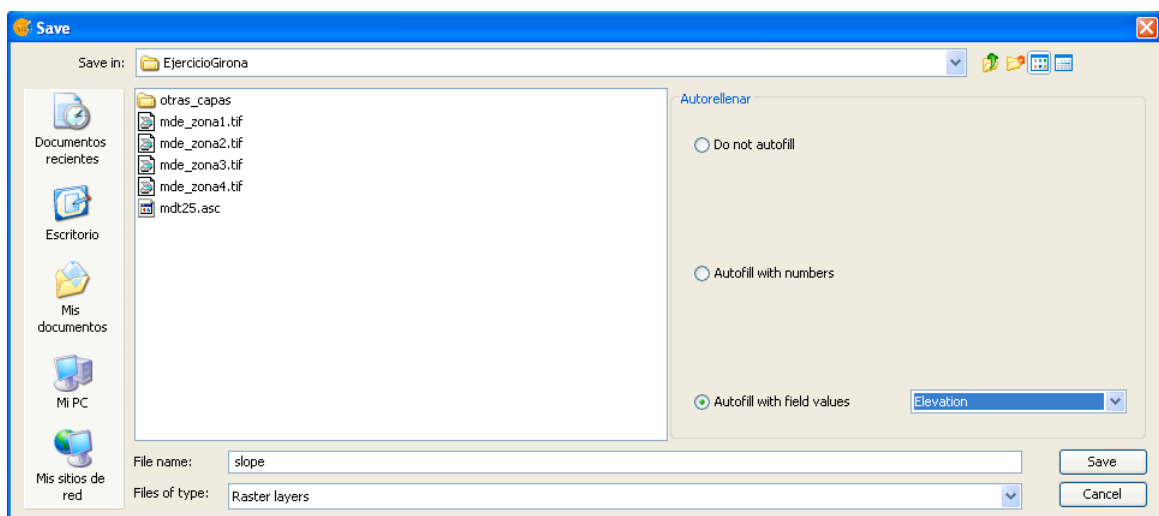 Save
Save in: EjercicioGirona
Documentos
recientes
Escritorio
Mis
documentos
Mi PC
Mis sitios de
red
otras_capas
mde_zona1.tif
mde_zona2.tif
mde_zona3.tif
mde_zona4.tif
mdt25.asc
Autorellenar
Do not autofill
Autofill with numbers
Autofill with field values Elevation
File name: slope Save
Files of type: Raster layers Cancel